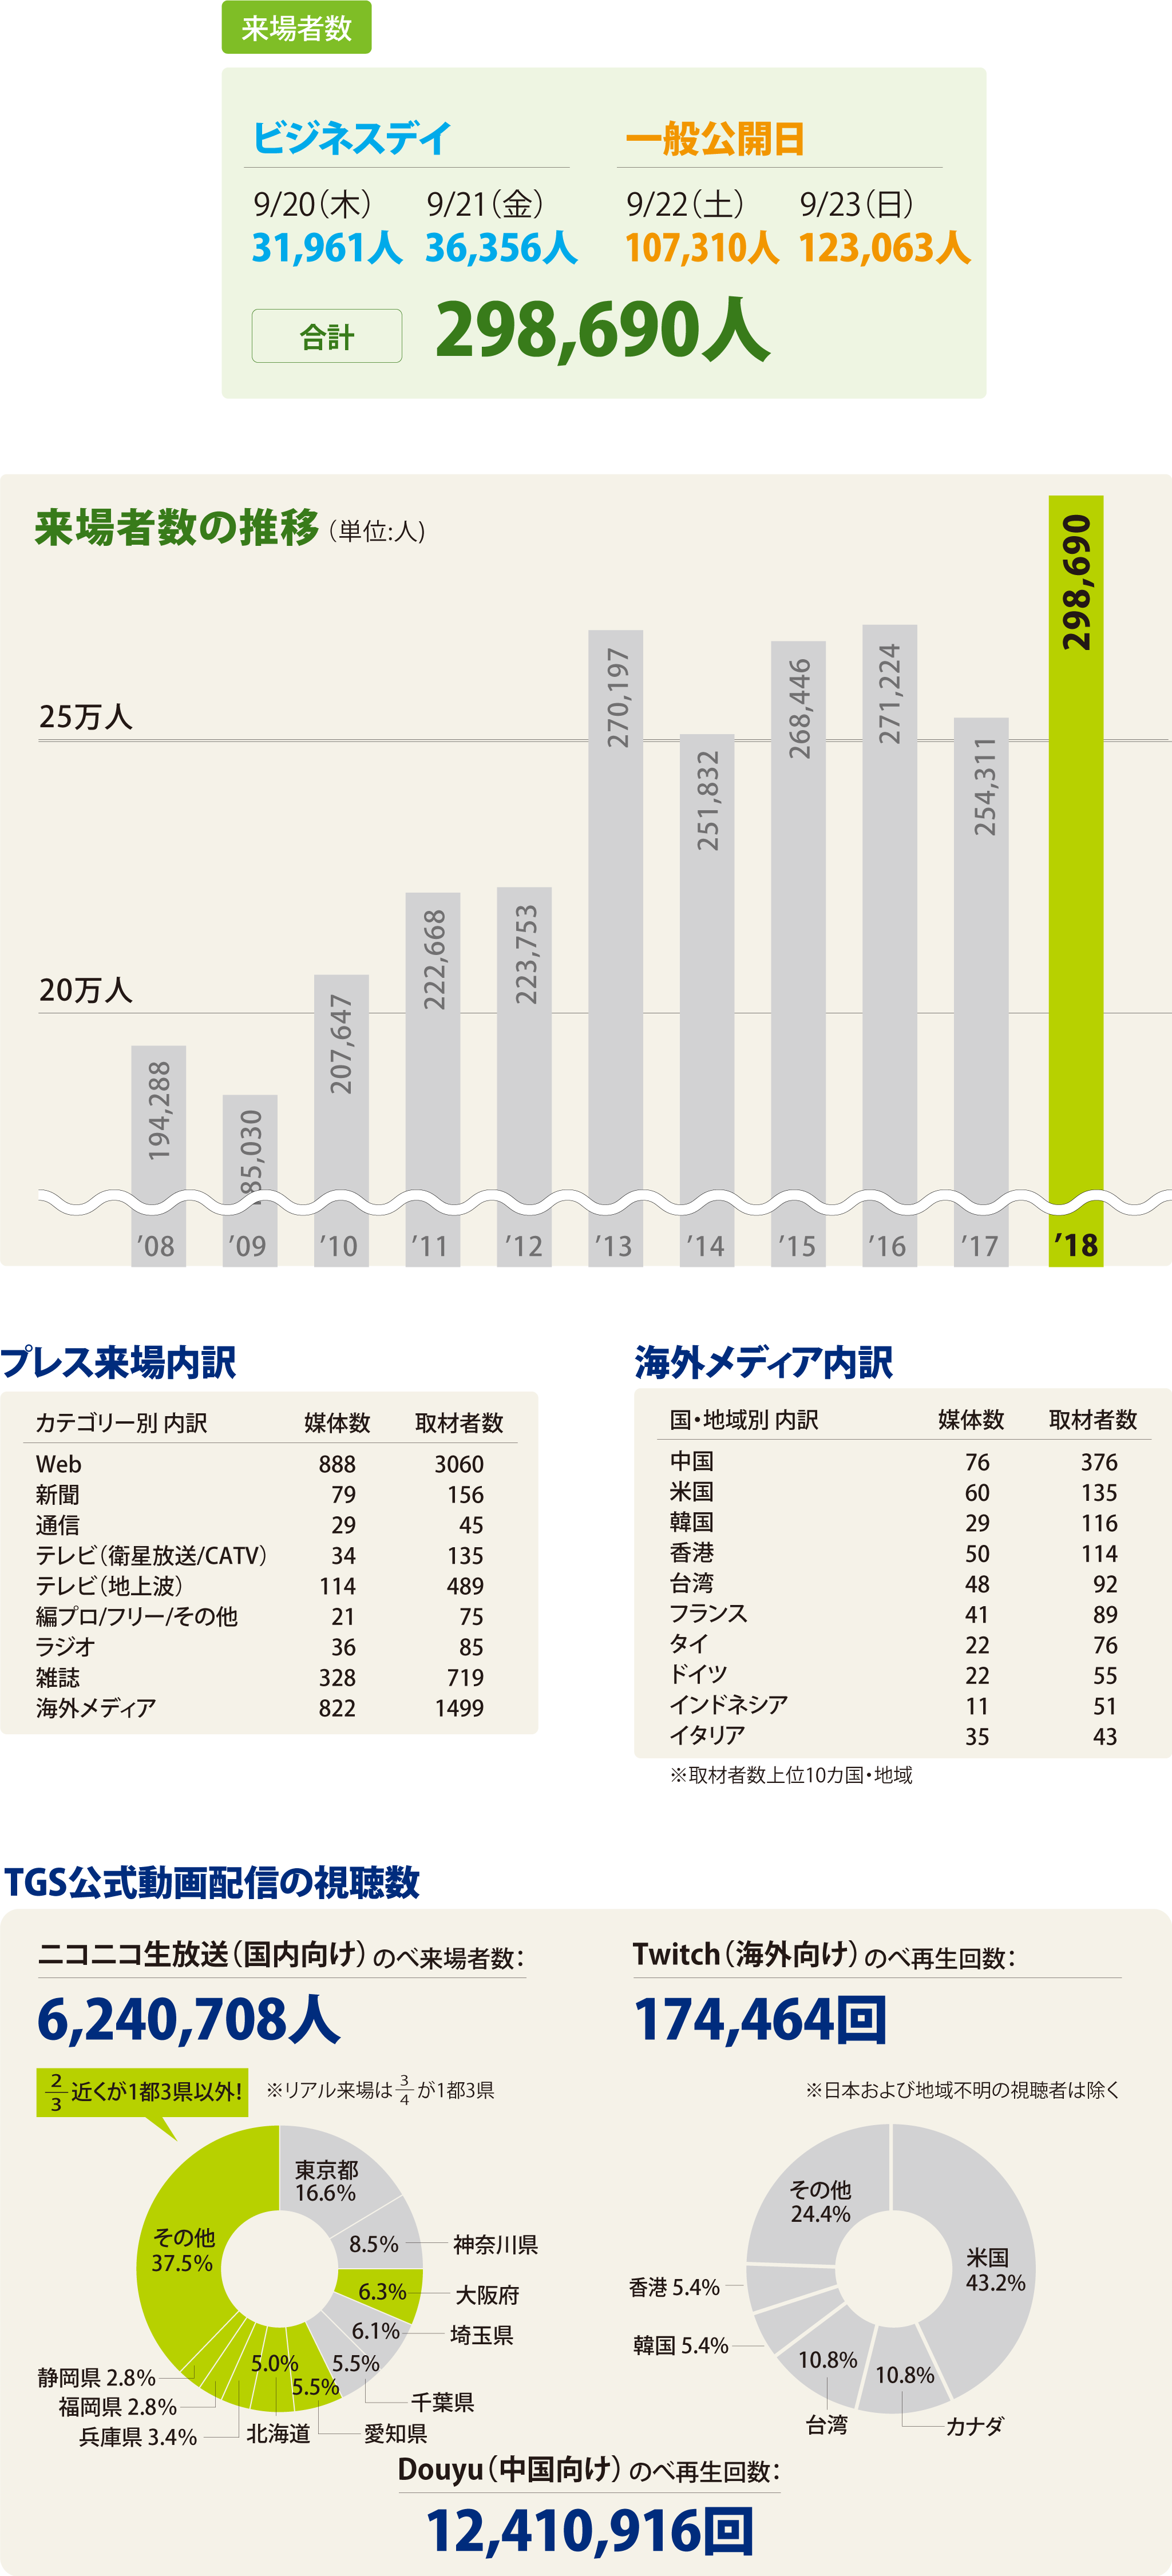 来場者数
ビジネスデイ
一般公開日
9/20（木） 9/21（金） 9/22（土） 9/23（日）
31,961人 36,356人 107,310人 123,063人
合計 298,690人
来場者数の推移（単位:人）
25万人
20万人
194,288
85,030
207,647
222,668
223,753
270,197
251,832
268,446
271,224
254,311
298,690
’08 ’09 ’10 ’11 ’12 ’13 ’14 ’15 ’16 ’17 ’18
プレス来場内訳
カテゴリー別 内訳 媒体数 取材者数
Web 888 3060
新聞 79 156
通信 29 45
テレビ（衛星放送/CATV） 34 135
テレビ（地上波） 114 489
編プロ/フリー/その他 21 75
ラジオ 36 85
雑誌 328 719
海外メディア 822 1499
海外メディア内訳
国・地域別 内訳 媒体数 取材者数
中国 76 376
米国 60 135
韓国 29 116
香港 50 114
台湾 48 92
フランス 41 89
タイ 22 76
ドイツ 22 55
インドネシア 11 51
イタリア 35 43
※取材者数上位10カ国・地域
TGS公式動画配信の視聴数
ニコニコ生放送（国内向け）のべ来場者数：
6,240,708人
2/3近くが1都3県以外!
※リアル来場は3/4が1都3県
東京都
16.6%
8.5% 神奈川県
6.3% 大阪府
6.1% 埼玉県
5.5% 千葉県
5.5% 愛知県
5.0% 北海道
兵庫県 3.4%
福岡県 2.8%
静岡県 2.8%
その他
37.5%
Twitch（海外向け）のべ再生回数：
174,464回
※日本および地域不明の視聴者は除く
米国
43.2%
10.8% カナダ
10.8% 台湾
韓国 5.4%
香港 5.4%
その他
24.4%
Douyu（中国向け）のべ再生回数：
12,410,916回